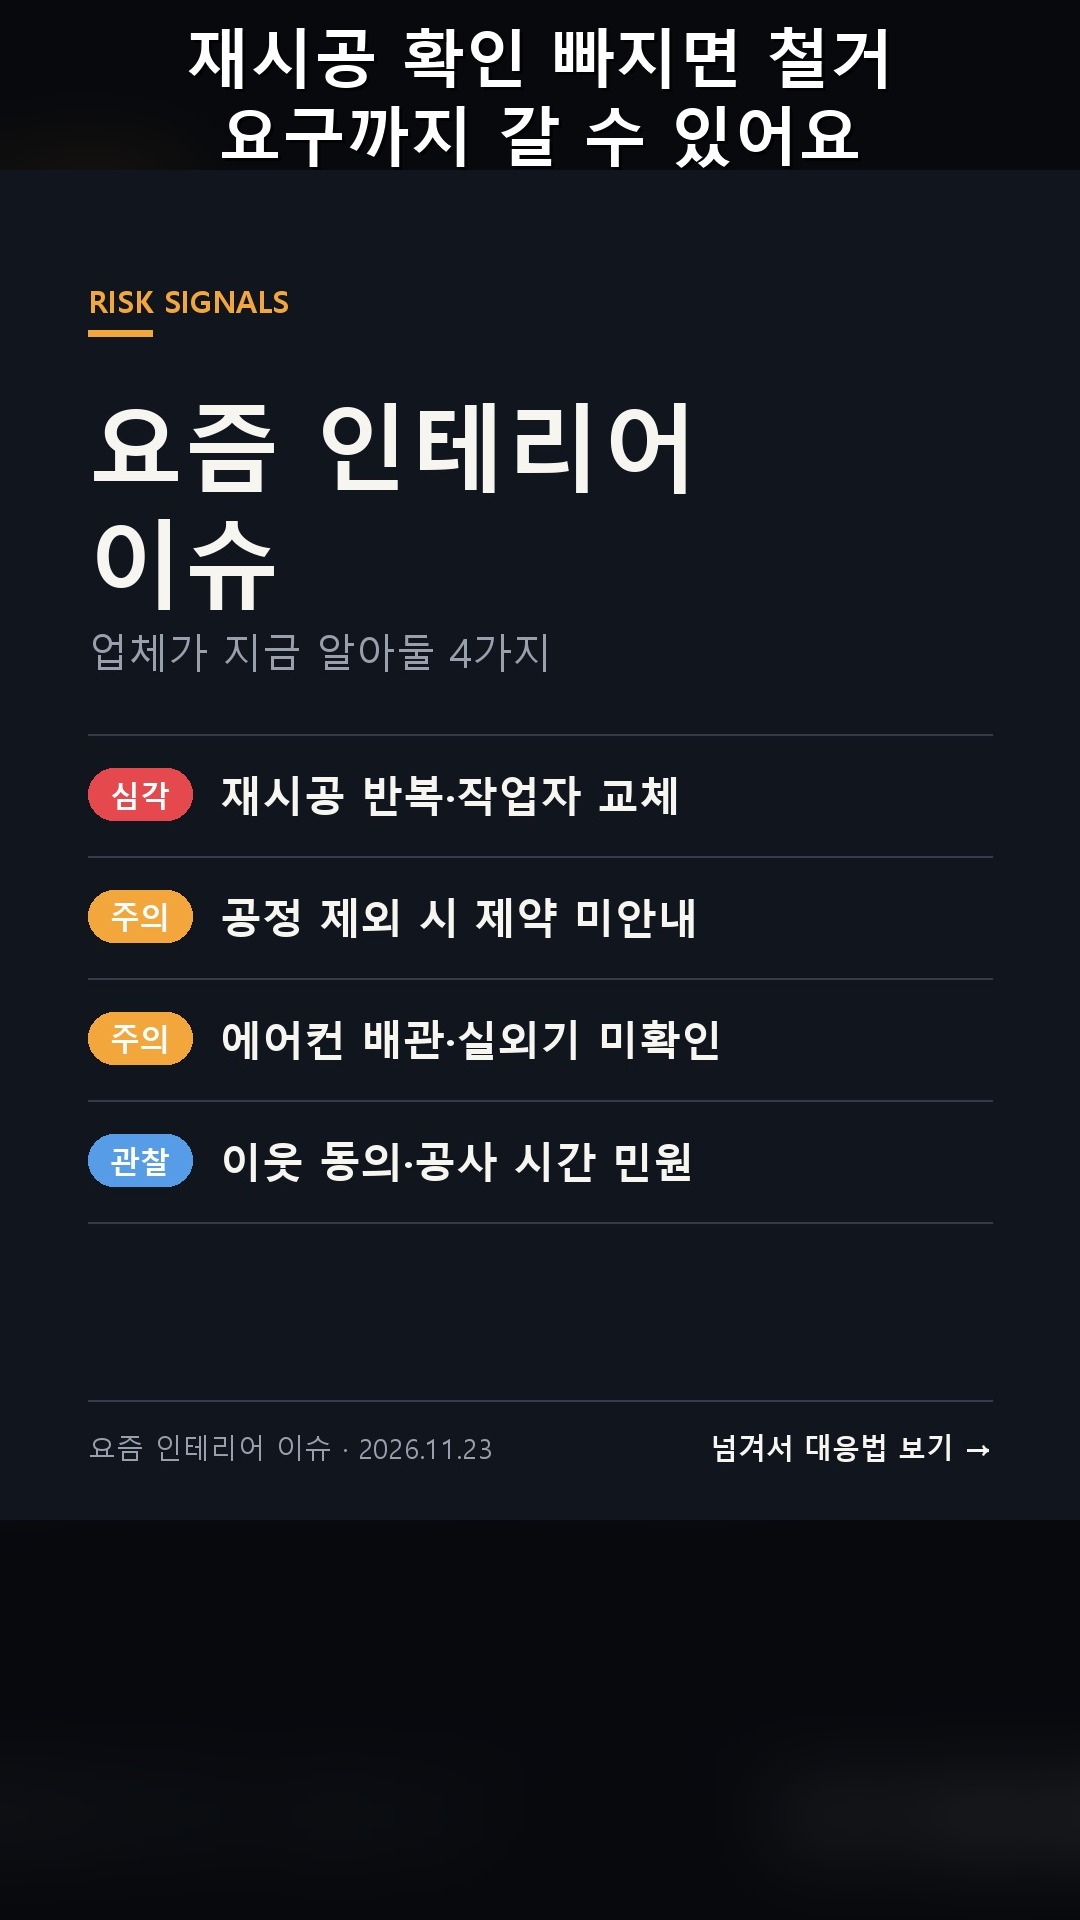 재시공 확인 빠지면 철거
요구까지 갈 수 있어요
RISK SIGNALS
요즘 인테리어
이슈
업체가 지금 알아둘 4가지
심각 재시공 반복·작업자 교체
주의 공정 제외 시 제약 미안내
주의 에어컨 배관·실외기 미확인
관찰 이웃 동의·공사 시간 민원
요즘 인테리어 이슈 · 2026.11.23 넘겨서 대응법 보기 →